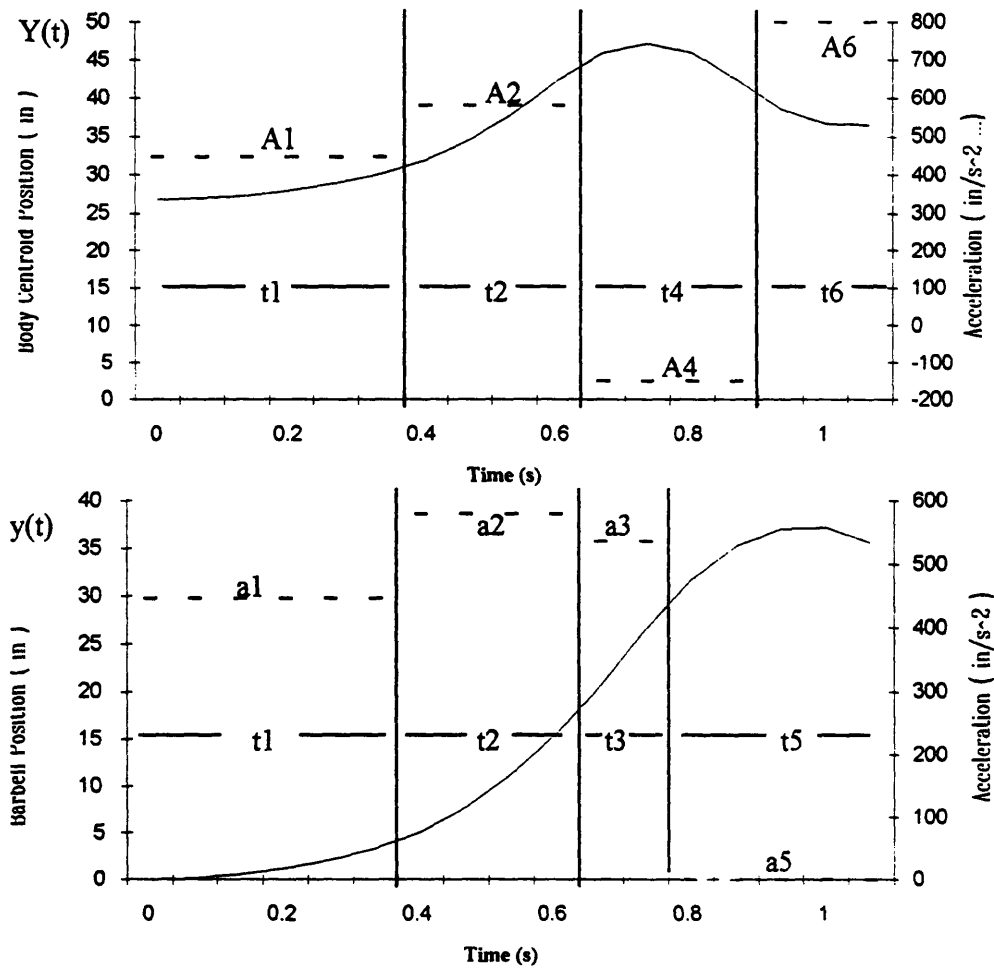 Y(t)
Body Centroid Position ( in )
50
45
40
35
30
25
20
15
10
5
0
A1
A2
A4
A6
t1
t2
t4
t6
800
700
600
500
400
300
200
100
0
-100
-200
Acceleration ( in/s^2 ...)
0
0.2
0.4
0.6
0.8
1
Time (s)
y(t)
Barbell Position ( in )
40
35
30
25
20
15
10
5
0
a1
a2
a3
a5
t1
t2
t3
t5
600
500
400
300
200
100
0
Acceleration ( in/s^2 )
0
0.2
0.4
0.6
0.8
1
Time (s)